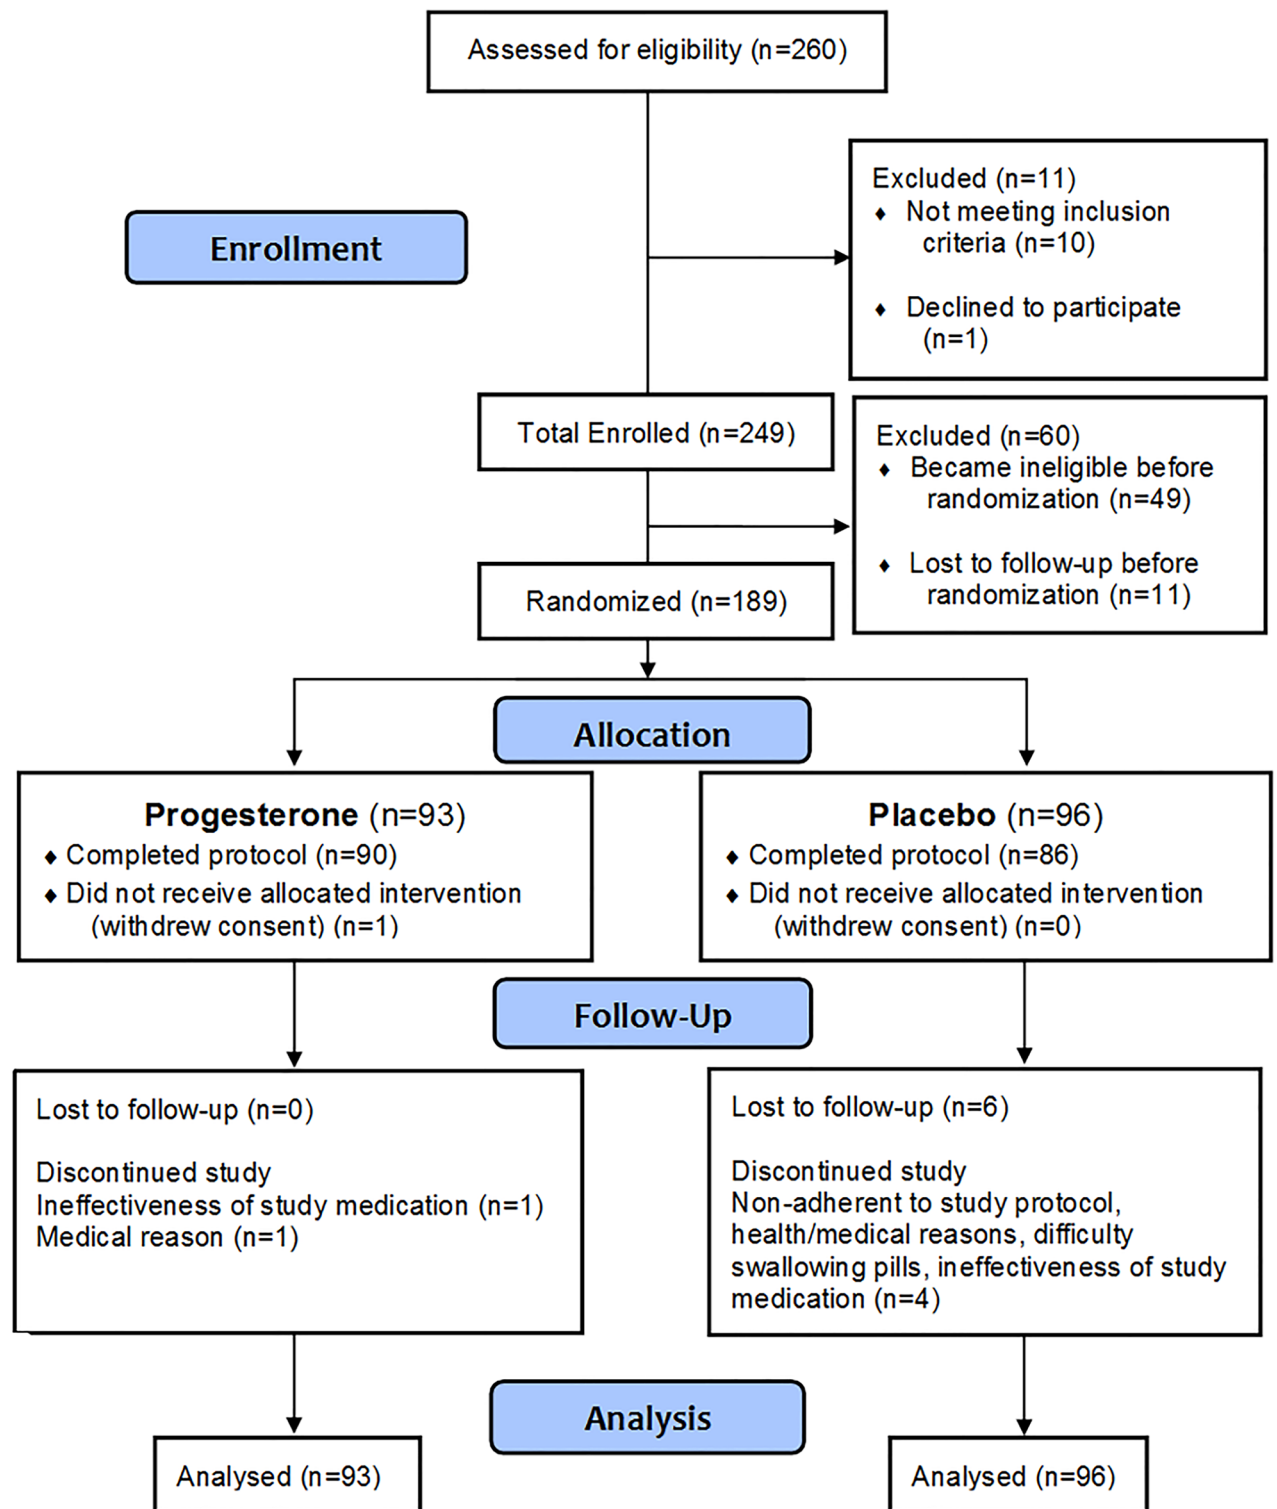 Assessed for eligibility (n=260)
Excluded (n=11)
♦ Not meeting inclusion
criteria (n=10)
♦ Declined to participate
(n=1)
Enrollment
Total Enrolled (n=249)
Excluded (n=60)
♦ Became ineligible before
randomization (n=49)
♦ Lost to follow-up before
randomization (n=11)
Randomized (n=189)
Allocation
Progesterone (n=93)
♦ Completed protocol (n=90)
♦ Did not receive allocated intervention
(withdrew consent) (n=1)
Placebo (n=96)
♦ Completed protocol (n=86)
♦ Did not receive allocated intervention
(withdrew consent) (n=0)
Follow-Up
Lost to follow-up (n=0)
Discontinued study
Ineffectiveness of study medication (n=1)
Medical reason (n=1)
Lost to follow-up (n=6)
Discontinued study
Non-adherent to study protocol,
health/medical reasons, difficulty
swallowing pills, ineffectiveness of study
medication (n=4)
Analysis
Analysed (n=93)
Analysed (n=96)